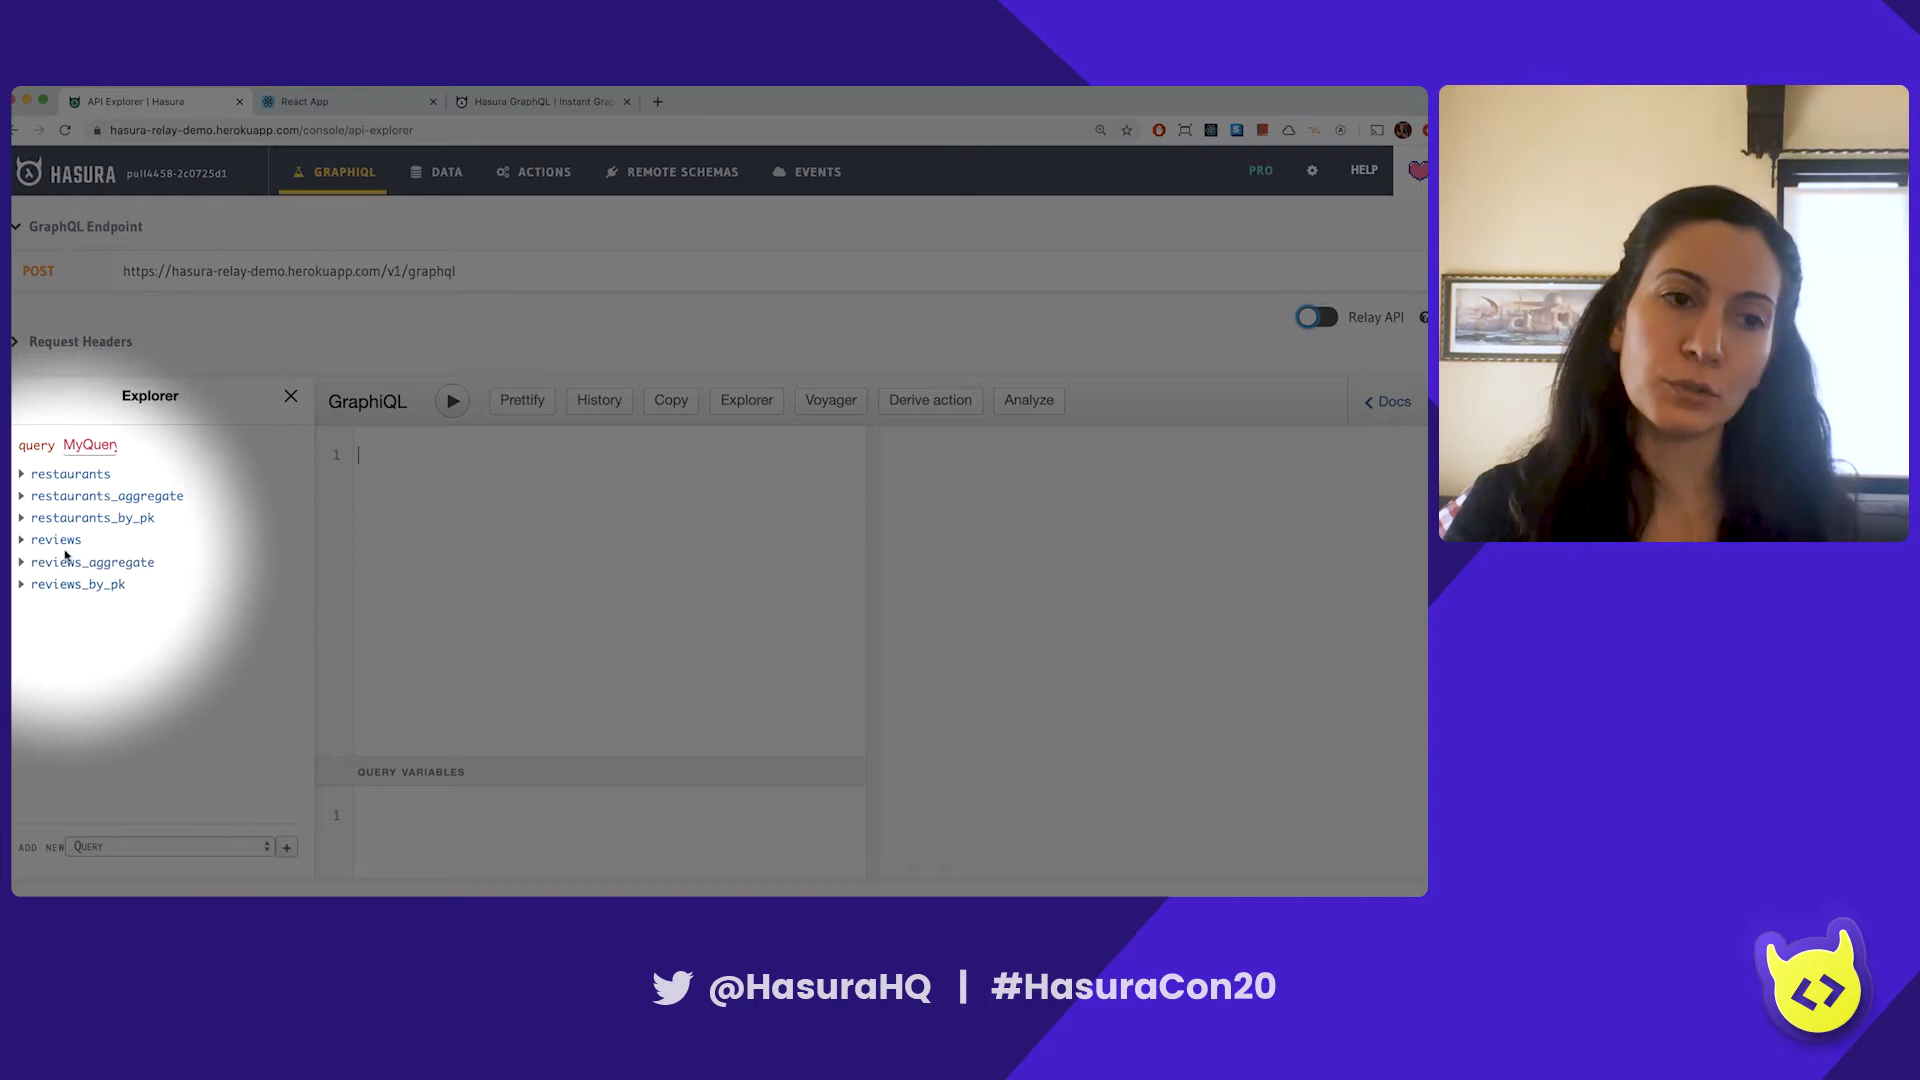 API Explorer | Hasura
React App
Hasura GraphQL | Instant Grap
hasura-relay-demo.herokuapp.com/console/api-explorer
HASURA pull4458-2c0725d1
GRAPHIQL
DATA
ACTIONS
REMOTE SCHEMAS
EVENTS
PRO
HELP
GraphQL Endpoint
POST
https://hasura-relay-demo.herokuapp.com/v1/graphql
Relay API
Request Headers
Explorer
GraphiQL
Prettify
History
Copy
Explorer
Voyager
Derive action
Analyze
Docs
query MyQuery
restaurants
restaurants_aggregate
restaurants_by_pk
reviews
reviews_aggregate
reviews_by_pk
1
QUERY VARIABLES
1
ADD NEW QUERY +
@HasuraHQ | #HasuraCon20